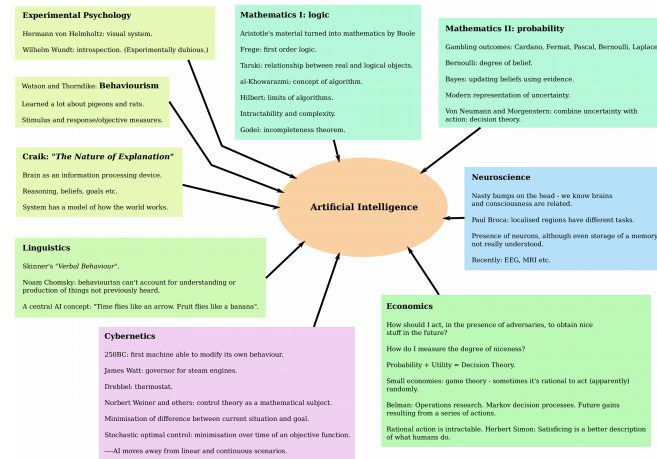 Experimental Psychology
Hermann von Helmholtz: visual system.
Wilhelm Wundt: introspection. (Experimentally dubious.)
Watson and Thorndike: Behaviourism
Learned a lot about pigeons and rats.
Stimulus and response/objective measures.
Craik: "The Nature of Explanation"
Brain as an information processing device.
Reasoning, beliefs, goals etc.
System has a model of how the world works.
Linguistics
Skinner's "Verbal Behaviour".
Noam Chomsky: behaviourism can't account for understanding or
production of things not previously heard.
A central AI concept: "Time flies like an arrow. Fruit flies like a banana".
Cybernetics
250BC: first machine able to modify its own behaviour.
James Watt: governor for steam engines.
Drebbel: thermostat.
Norbert Weiner and others: control theory as a mathematical subject.
Minimisation of difference between current situation and goal.
Stochastic optimal control: minimisation over time of an objective function.
----AI moves away from linear and continuous scenarios.
Mathematics I: logic
Aristotle's material turned into mathematics by Boole
Frege: first order logic.
Tarski: relationship between real and logical objects.
al-Khowarazmi: concept of algorithm.
Hilbert: limits of algorithms.
Intractability and complexity.
Godel: incompleteness theorem.
Artificial Intelligence
Mathematics II: probability
Gambling outcomes: Cardano, Fermat, Pascal, Bernoulli, Laplace
Bernoulli: degree of belief.
Bayes: updating beliefs using evidence.
Modern representation of uncertainty.
Von Neumann and Morgenstern: combine uncertainty with
action: decision theory.
Neuroscience
Nasty bumps on the head - we know brains
and consciousness are related.
Paul Broca: localised regions have different tasks.
Presence of neurons, although even storage of a memory
not really understood.
Recently: EEG, MRI etc.
Economics
How should I act, in the presence of adversaries, to obtain nice
stuff in the future?
How do I measure the degree of niceness?
Probability + Utility = Decision Theory.
Small economies: game theory - sometimes it's rational to act (apparently)
randomly.
Belman: Operations research. Markov decision processes. Future gains
resulting from a series of actions.
Rational action is intractable. Herbert Simon: Satisficing is a better description
of what humans do.